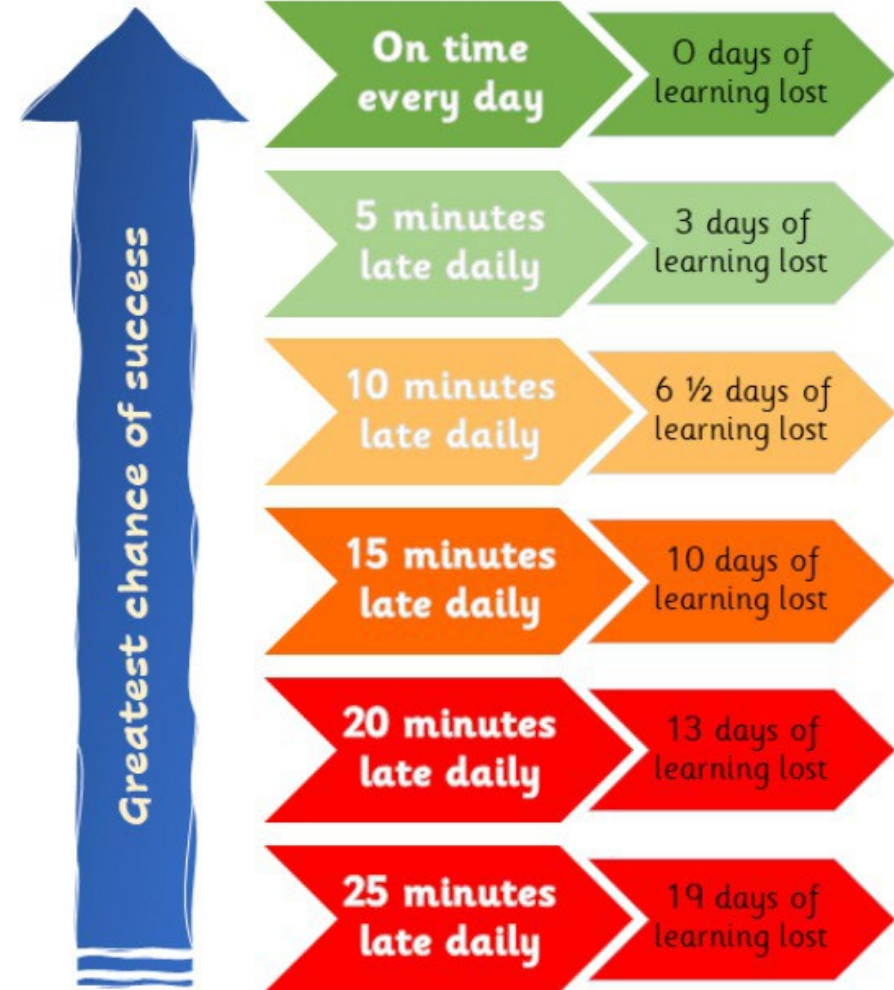 Greatest chance of success
On time
every day
0 days of
learning lost
5 minutes
late daily
3 days of
learning lost
10 minutes
late daily
6 ½ days of
learning lost
15 minutes
late daily
10 days of
learning lost
20 minutes
late daily
13 days of
learning lost
25 minutes
late daily
19 days of
learning lost